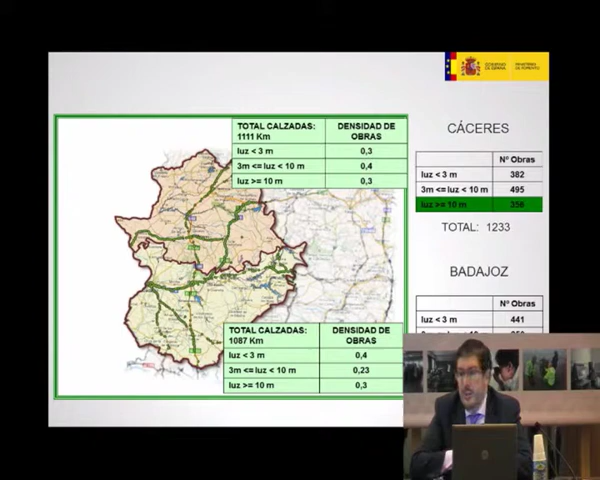 GOBIERNO DE ESPAÑA
MINISTERIO DE FOMENTO
TOTAL CALZADAS: 1111 Km
DENSIDAD DE OBRAS
luz < 3 m 0,3
3m <= luz < 10 m 0,4
luz >= 10 m 0,3
CÁCERES
Nº Obras
luz < 3 m 382
3m <= luz < 10 m 495
luz >= 10 m 356
TOTAL: 1233
BADAJOZ
Nº Obras
luz < 3 m 441
TOTAL CALZADAS: 1087 Km
DENSIDAD DE OBRAS
luz < 3 m 0,4
3m <= luz < 10 m 0,23
luz >= 10 m 0,3